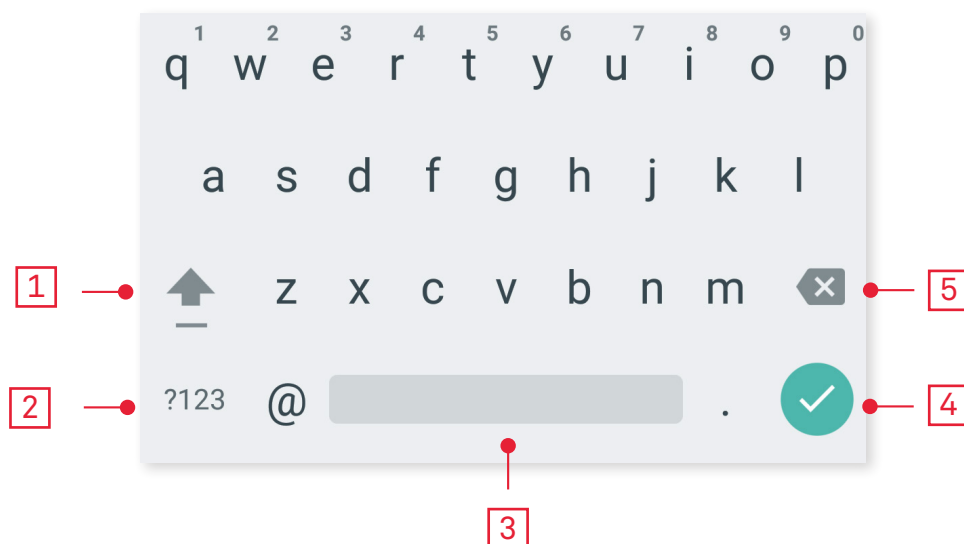 1 2 3 4 5 6 7 8 9 0
q w e r t y u i o p
a s d f g h j k l
1 z x c v b n m 5
2 ?123 @ . 4
3